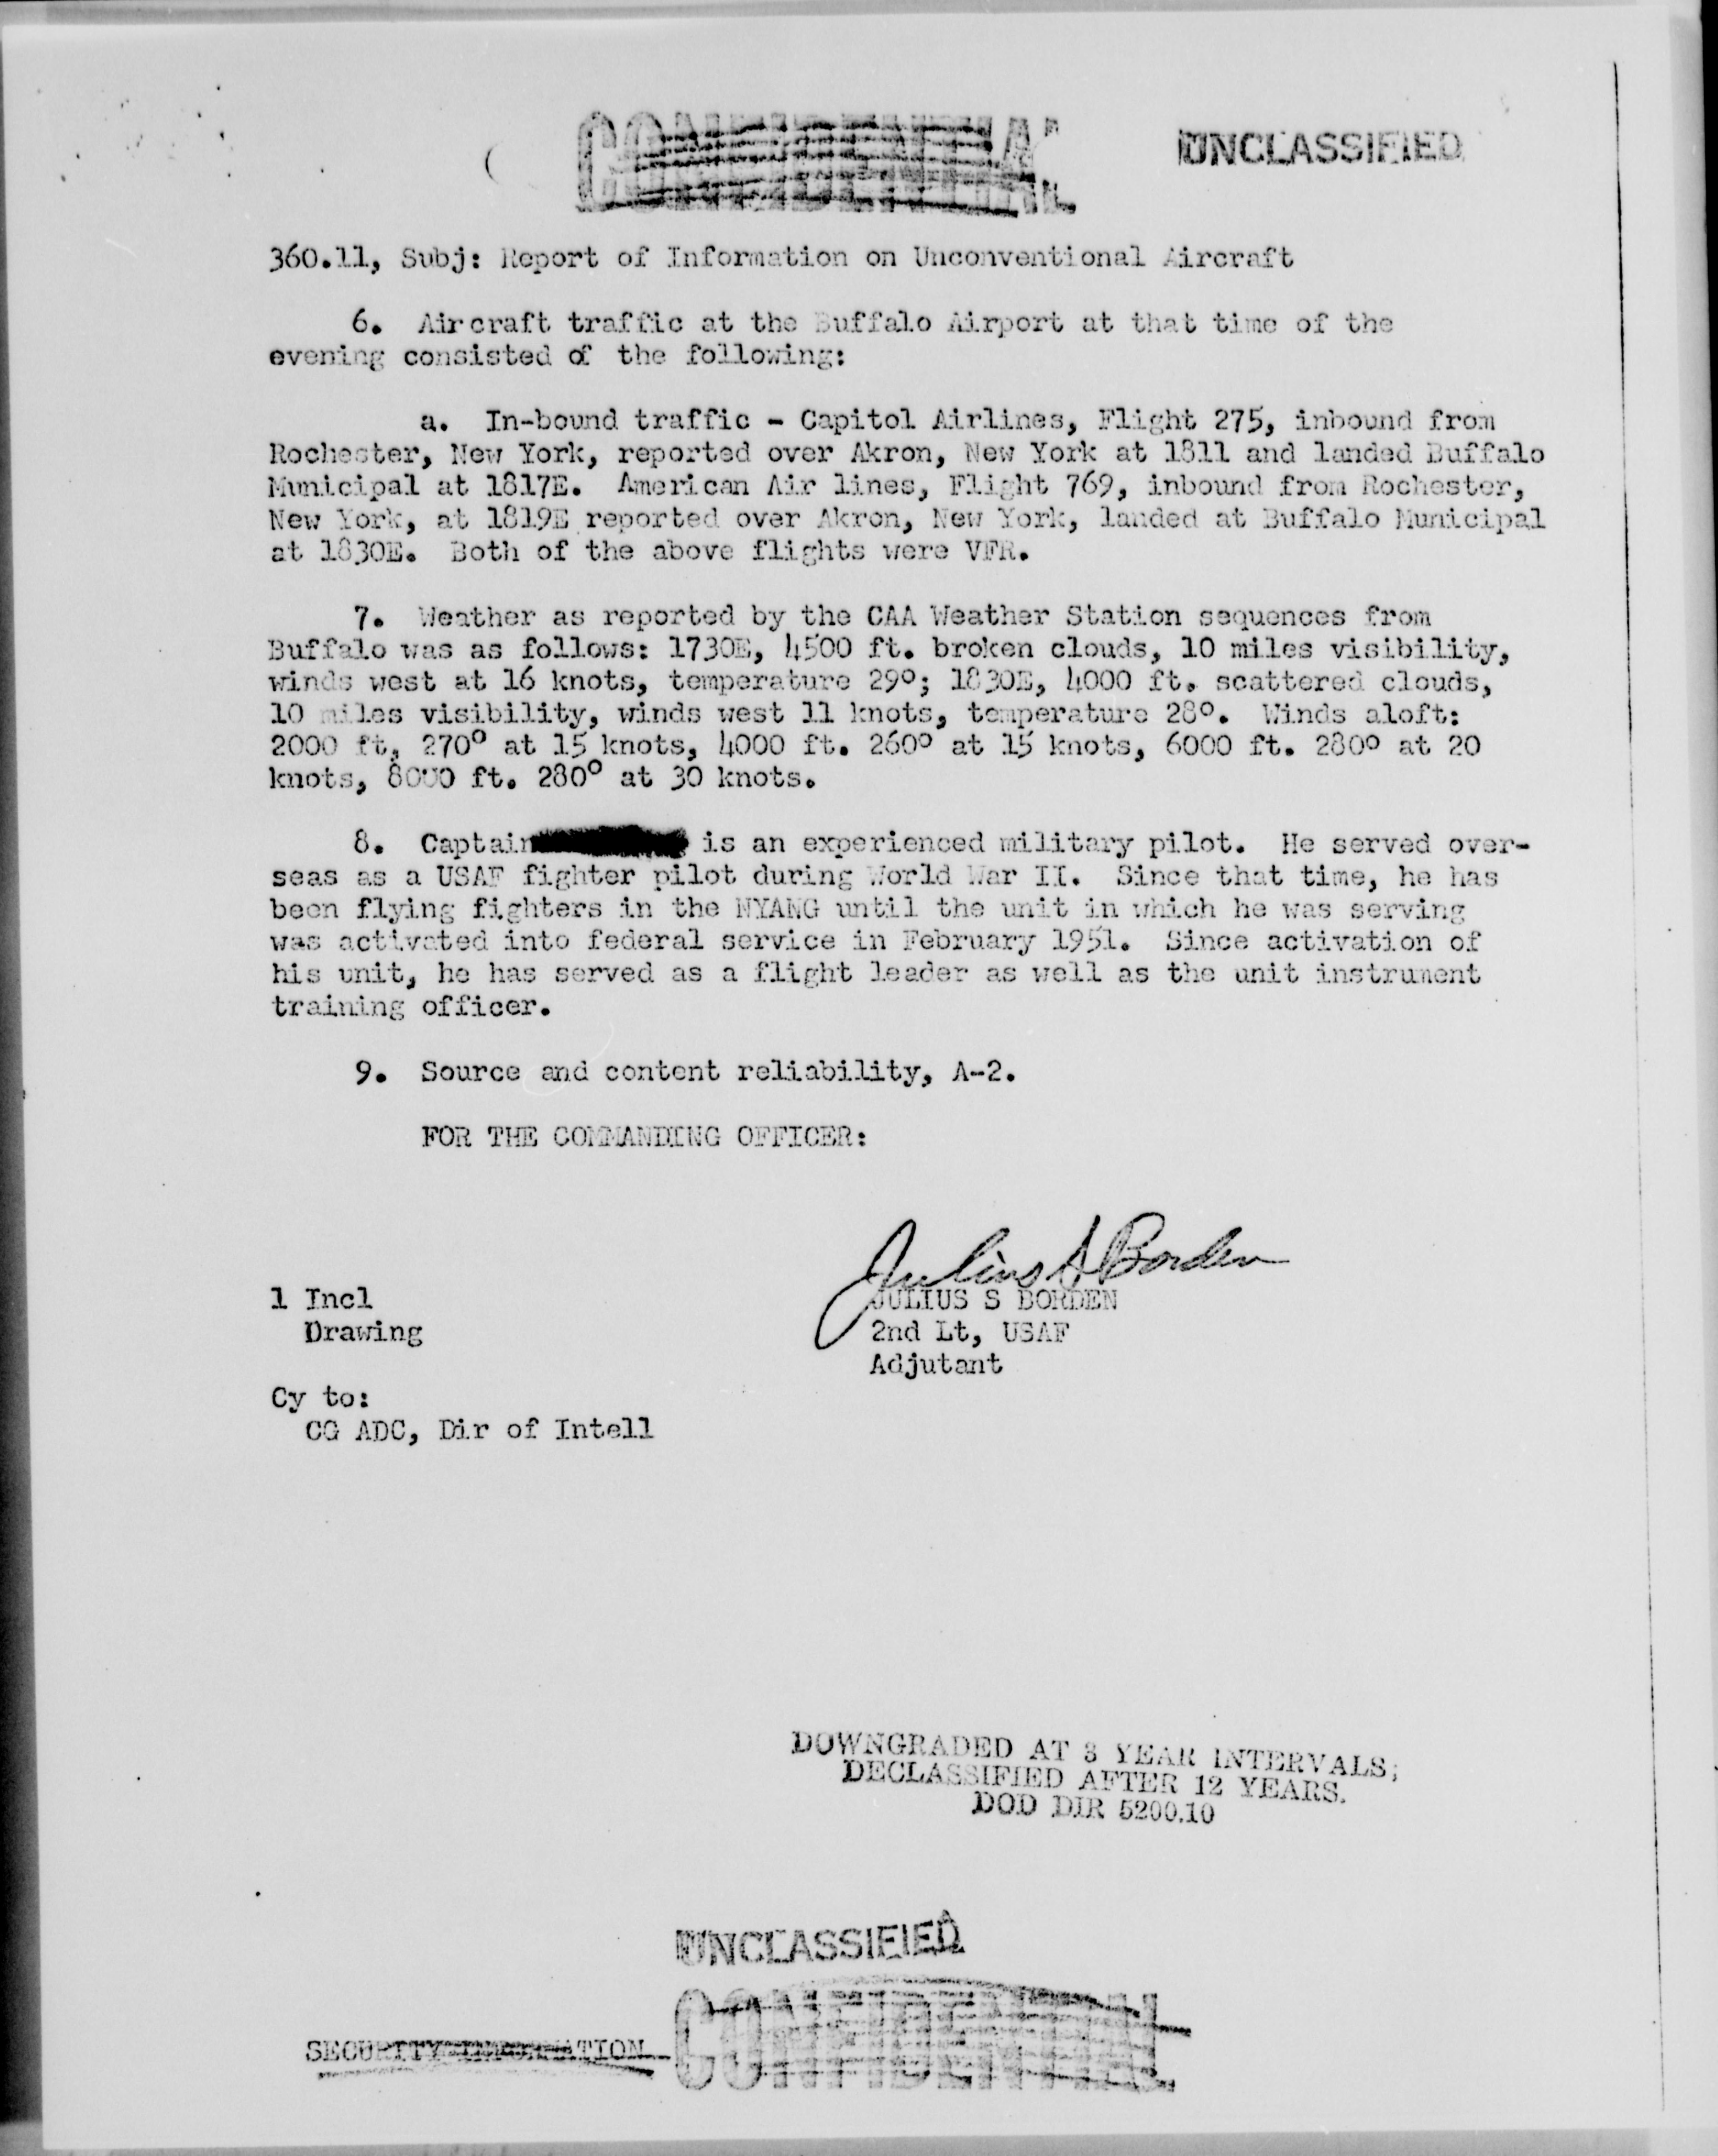 CONFIDENTIAL
UNCLASSIFIED
360.11, Subj: Report of Information on Unconventional Aircraft
6. Aircraft traffic at the Buffalo Airport at that time of the
evening consisted of the following:
a. In-bound traffic - Capitol Airlines, Flight 275, inbound from
Rochester, New York, reported over Akron, New York at 1811 and landed Buffalo
Municipal at 1817E. American Air lines, Flight 769, inbound from Rochester,
New York, at 1819E reported over Akron, New York, landed at Buffalo Municipal
at 1830E. Both of the above flights were VFR.
7. Weather as reported by the CAA Weather Station sequences from
Buffalo was as follows: 1730E, 4500 ft. broken clouds, 10 miles visibility,
winds west at 16 knots, temperature 29°; 1830E, 4000 ft. scattered clouds,
10 miles visibility, winds west 11 knots, temperature 28°. Winds aloft:
2000 ft, 270° at 15 knots, 4000 ft. 260° at 15 knots, 6000 ft. 280° at 20
knots, 8000 ft. 280° at 30 knots.
8. Captain is an experienced military pilot. He served over-
seas as a USAF fighter pilot during World War II. Since that time, he has
been flying fighters in the NYANG until the unit in which he was serving
was activated into federal service in February 1951. Since activation of
his unit, he has served as a flight leader as well as the unit instrument
training officer.
9. Source and content reliability, A-2.
FOR THE COMMANDING OFFICER:
Julius S Borden
JULIUS S BORDEN
2nd Lt, USAF
Adjutant
1 Incl
Drawing
Cy to:
CG ADC, Dir of Intell
DOWNGRADED AT 3 YEAR INTERVALS;
DECLASSIFIED AFTER 12 YEARS.
DOD DIR 5200.10
UNCLASSIFIED
CONFIDENTIAL
SECURITY INFORMATION